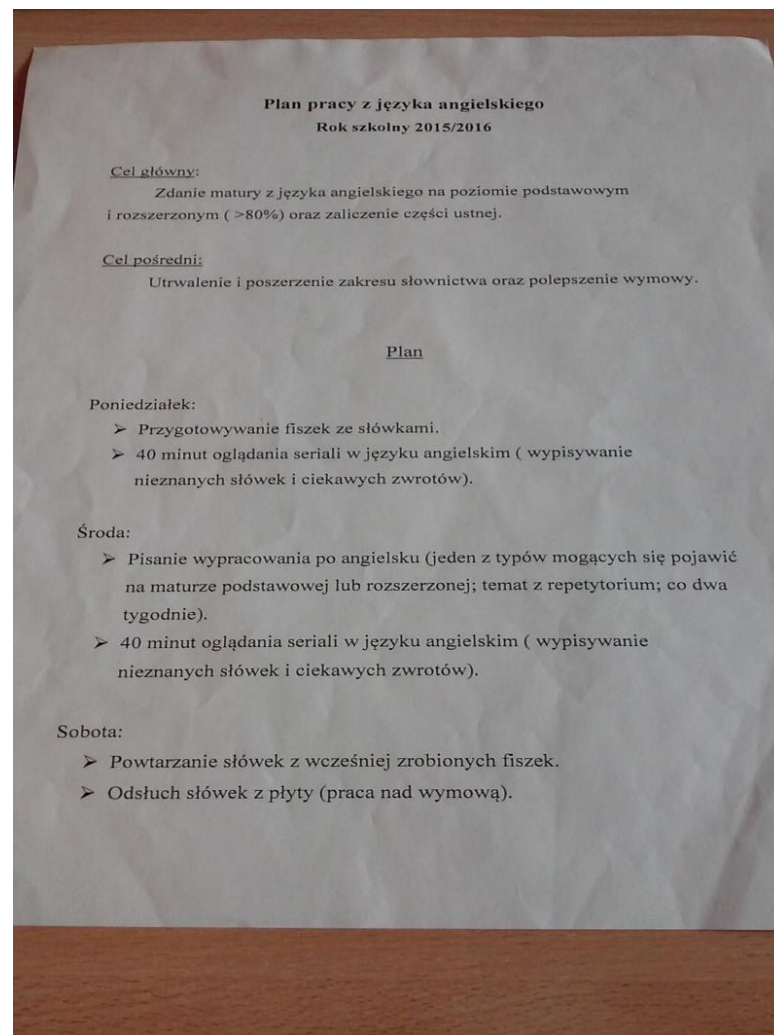 Plan pracy z języka angielskiego
Rok szkolny 2015/2016
Cel główny:
Zdanie matury z języka angielskiego na poziomie podstawowym
i rozszerzonym ( >80%) oraz zaliczenie części ustnej.
Cel pośredni:
Utrwalenie i poszerzenie zakresu słownictwa oraz polepszenie wymowy.
Plan
Poniedziałek:
➢ Przygotowywanie fiszek ze słówkami.
➢ 40 minut oglądania seriali w języku angielskim ( wypisywanie
nieznanych słówek i ciekawych zwrotów).
Środa:
➢ Pisanie wypracowania po angielsku (jeden z typów mogących się pojawić
na maturze podstawowej lub rozszerzonej; temat z repetytorium; co dwa
tygodnie).
➢ 40 minut oglądania seriali w języku angielskim ( wypisywanie
nieznanych słówek i ciekawych zwrotów).
Sobota:
➢ Powtarzanie słówek z wcześniej zrobionych fiszek.
➢ Odsłuch słówek z płyty (praca nad wymową).